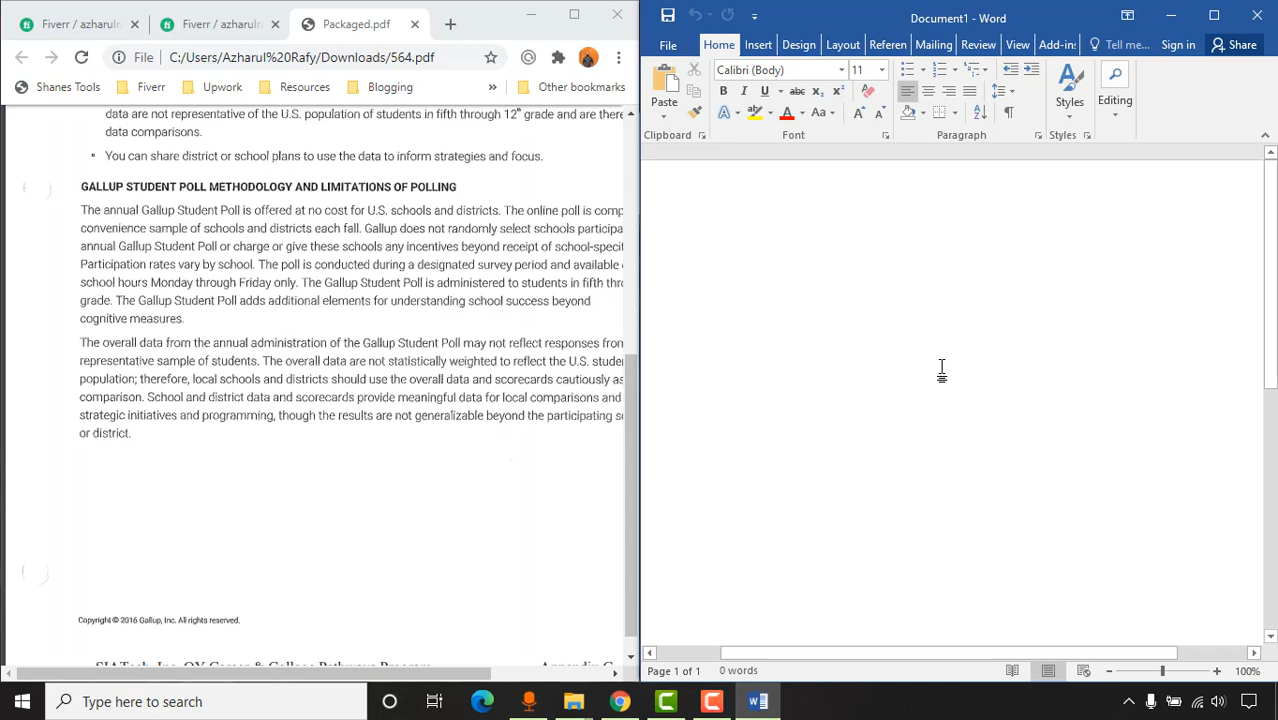 Fiverr / azharulr
Fiverr / azharulr
Packaged.pdf
File
C:/Users/Azharul%20Rafy/Downloads/564.pdf
Shanes Tools
Fiverr
Upwork
Resources
Blogging
»
Other bookmarks
data are not representative of the U.S. population of students in fifth through 12th grade and are there
data comparisons.
• You can share district or school plans to use the data to inform strategies and focus.
GALLUP STUDENT POLL METHODOLOGY AND LIMITATIONS OF POLLING
The annual Gallup Student Poll is offered at no cost for U.S. schools and districts. The online poll is comp
convenience sample of schools and districts each fall. Gallup does not randomly select schools participa
annual Gallup Student Poll or charge or give these schools any incentives beyond receipt of school-specif
Participation rates vary by school. The poll is conducted during a designated survey period and available
school hours Monday through Friday only. The Gallup Student Poll is administered to students in fifth thro
grade. The Gallup Student Poll adds additional elements for understanding school success beyond
cognitive measures.
The overall data from the annual administration of the Gallup Student Poll may not reflect responses from
representative sample of students. The overall data are not statistically weighted to reflect the U.S. stude
population; therefore, local schools and districts should use the overall data and scorecards cautiously as
comparison. School and district data and scorecards provide meaningful data for local comparisons and
strategic initiatives and programming, though the results are not generalizable beyond the participating s
or district.
Copyright © 2016 Gallup, Inc. All rights reserved.
Document1 - Word
File
Home
Insert
Design
Layout
Referen
Mailing
Review
View
Add-in:
Tell me...
Sign in
Share
Calibri (Body)
11
Paste
B I U abc x₂ x²
Aa
Styles
Editing
Clipboard
Font
Paragraph
Styles
Page 1 of 1
0 words
100%
Type here to search